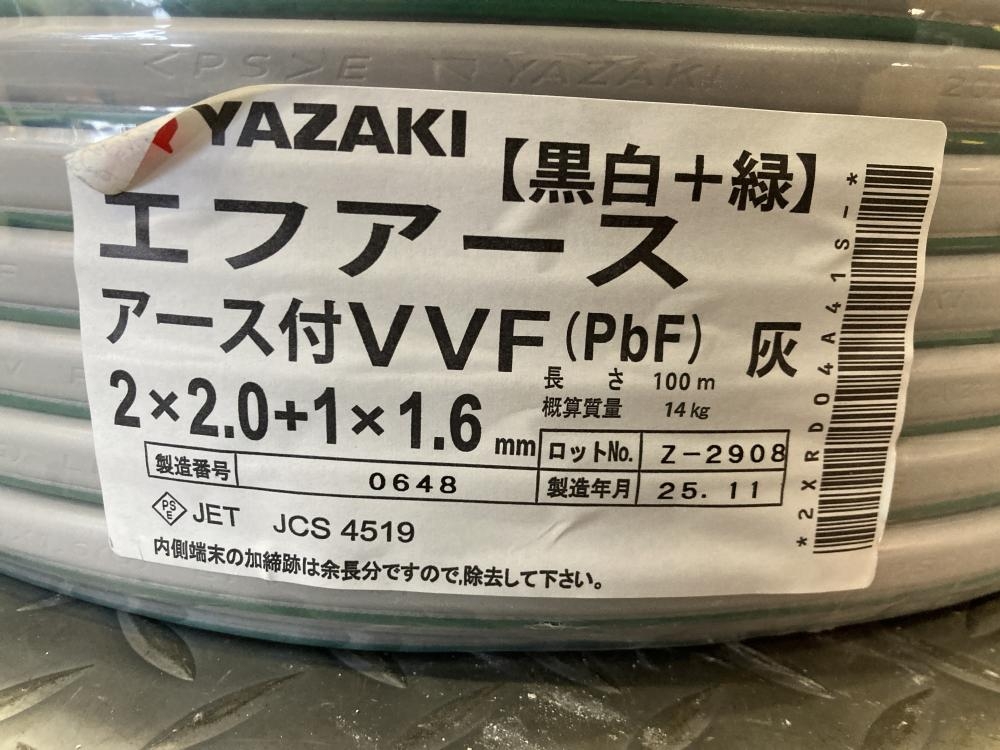 <PS>E YAZAKI
YAZAKI
【黒白＋緑】
エフアース
アース付VVF(PbF) 灰
2×2.0+1×1.6 mm
長さ 100m
概算質量 14kg
ロットNo. Z-2908
製造番号 0648
製造年月 25.11
PSE JET JCS 4519
内側端末の加締跡は余長分ですので,除去して下さい。
*2XRD04A41S-*